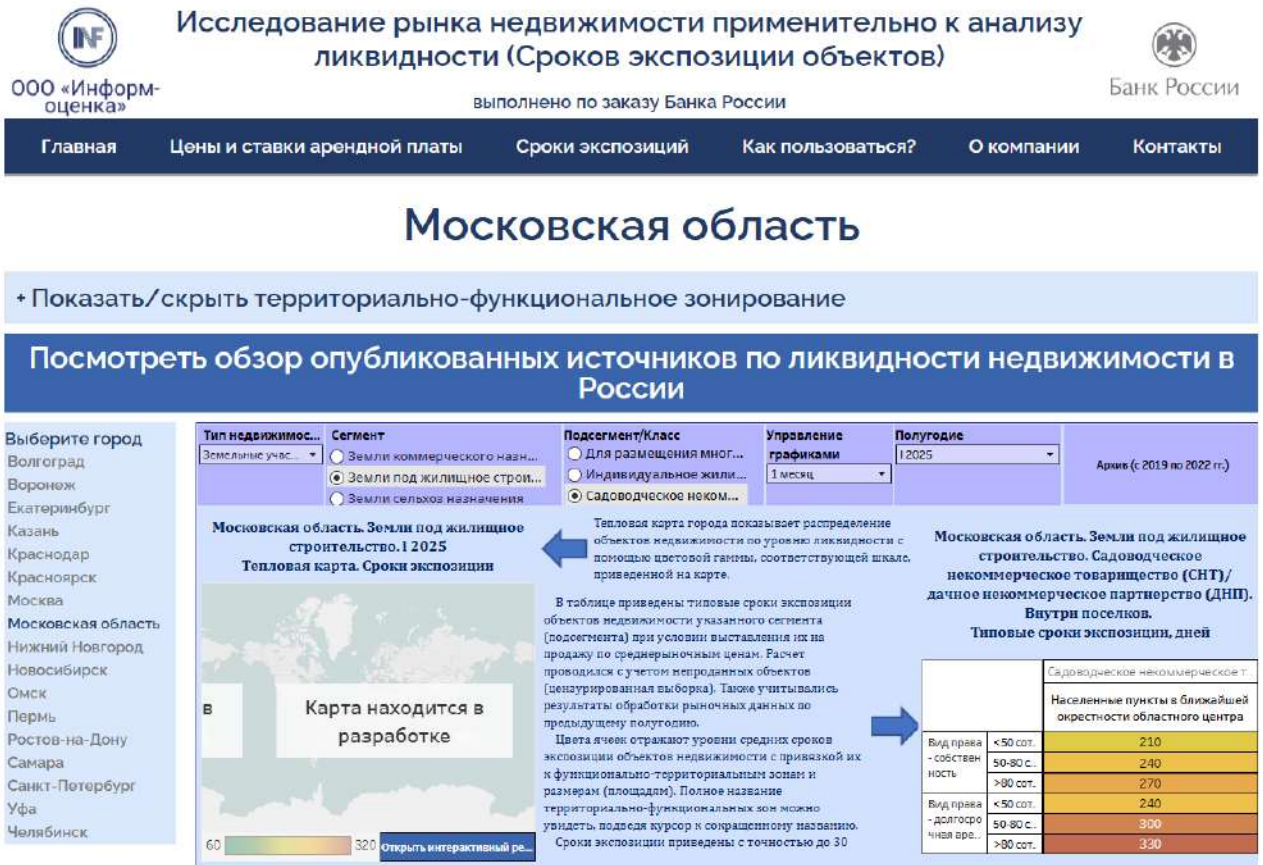 Исследование рынка недвижимости применительно к анализу
ликвидности (Сроков экспозиции объектов)
выполнено по заказу Банка России
INF
ООО «Информ-
оценка»
Банк России
Главная Цены и ставки арендной платы Сроки экспозиций Как пользоваться? О компании Контакты
Московская область
+ Показать/скрыть территориально-функциональное зонирование
Посмотреть обзор опубликованных источников по ликвидности недвижимости в
России
Выберите город
Волгоград
Воронеж
Екатеринбург
Казань
Краснодар
Красноярск
Москва
Московская область
Нижний Новгород
Новосибирск
Омск
Пермь
Ростов-на-Дону
Самара
Санкт-Петербург
Уфа
Челябинск
Тип недвижимос...
Земельные учас...
Сегмент
Земли коммерческого назн...
Земли под жилищное строи...
Земли сельхоз назначения
Подсегмент/Класс
Для размещения мног...
Индивидуальное жили...
Садоводческое неком...
Управление
графиками
1 месяц
Полугодие
I 2025
Архив (с 2019 по 2022 гг.)
Московская область. Земли под жилищное
строительство. I 2025
Тепловая карта. Сроки экспозиции
в
Карта находится в
разработке
60 320
Открыть интерактивный ре...
Тепловая карта города показывает распределение
объектов недвижимости по уровню ликвидности с
помощью цветовой гаммы, соответствующей шкале,
приведенной на карте.
В таблице приведены типовые сроки экспозиции
объектов недвижимости указанного сегмента
(подсегмента) при условии выставления их на
продажу по среднерыночным ценам. Расчет
проводился с учетом непроданных объектов
(цензурированная выборка). Также учитывались
результаты обработки рыночных данных по
предыдущему полугодию.
Цвета ячеек отражают уровни средних сроков
экспозиции объектов недвижимости с привязкой их
к функционально-территориальным зонам и
размерам (площадям). Полное название
территориально-функциональных зон можно
увидеть, подведя курсор к сокращенному названию.
Сроки экспозиции приведены с точностью до 30
Московская область. Земли под жилищное
строительство. Садоводческое
некоммерческое товарищество (СНТ)/
дачное некоммерческое партнерство (ДНП).
Внутри поселков.
Типовые сроки экспозиции, дней
Садоводческое некоммерческое т...
Населенные пункты в ближайшей
окрестности областного центра
Вид права
- собствен
ность
<50 сот. 210
50-80 с.. 240
>80 сот. 270
Вид права
- долгосро
чная аре..
<50 сот. 240
50-80 с.. 300
>80 сот. 330